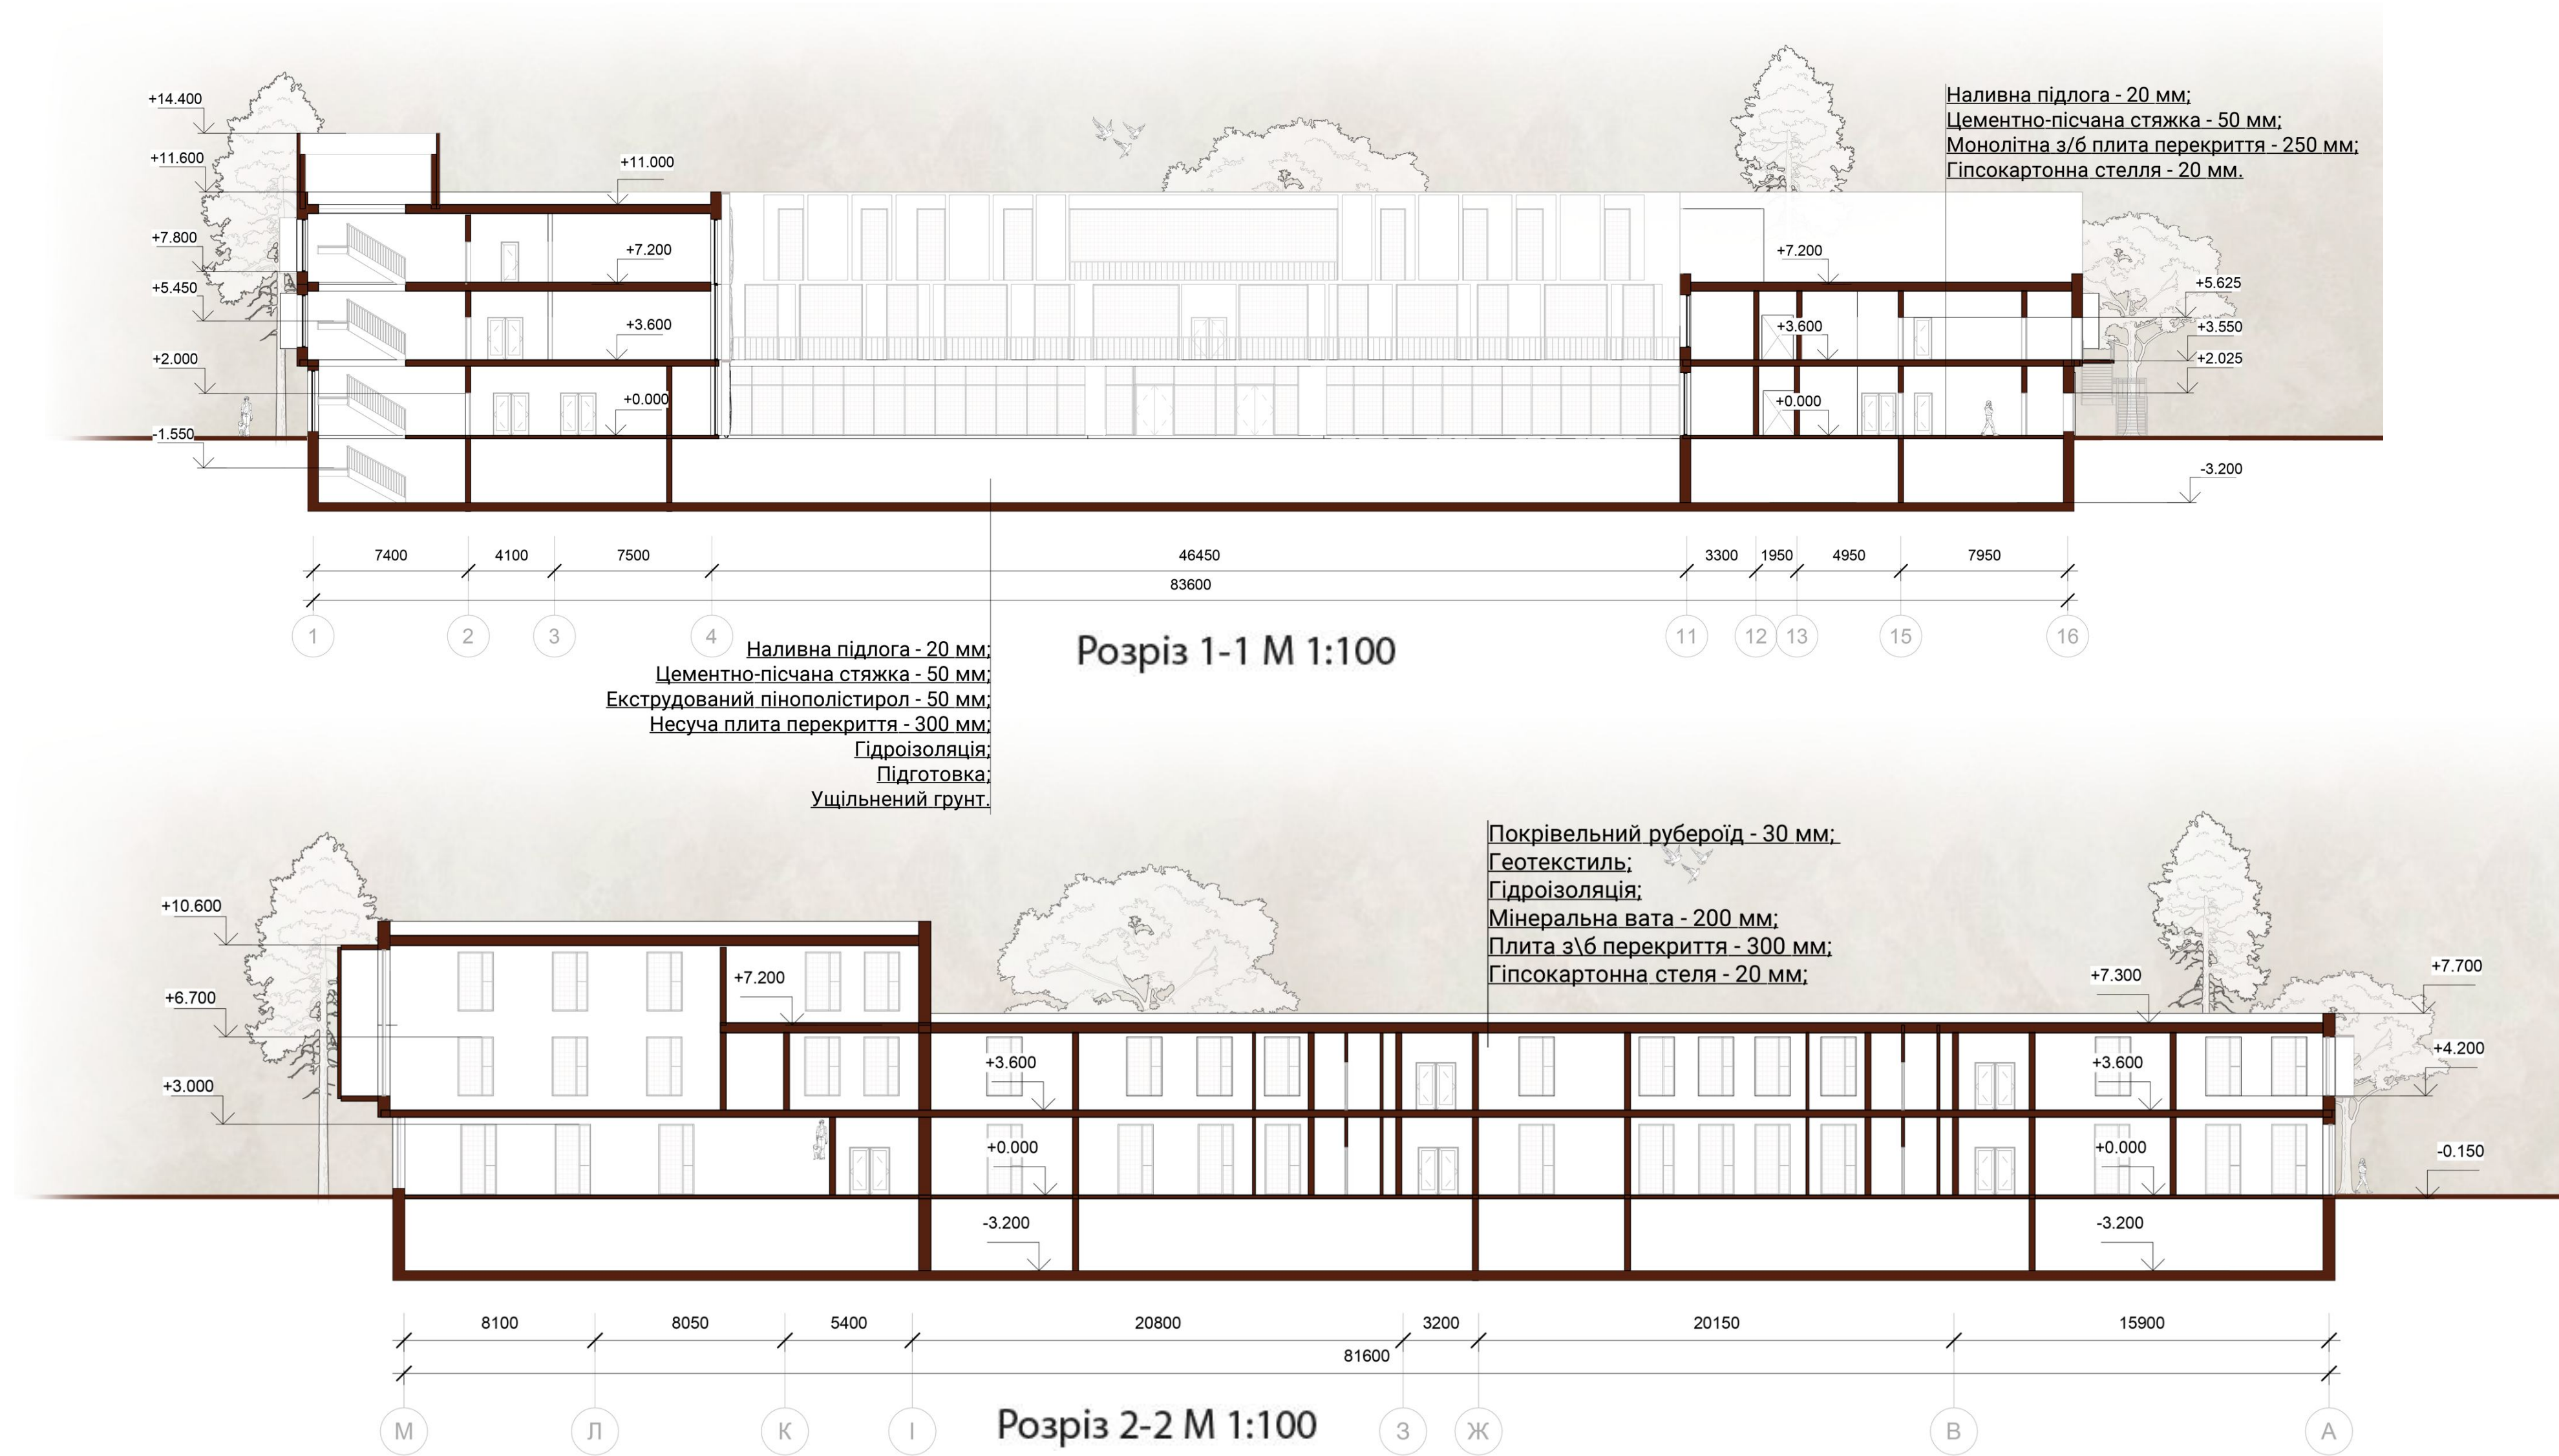 +14.400
Наливна підлога - 20 мм;
Цементно-пісчана стяжка - 50 мм;
Монолітна з/б плита перекриття - 250 мм;
Гіпсокартонна стелля - 20 мм.
+11.600
+11.000
+7.800
+7.200
+7.200
+5.450
+5.625
+3.600
+3.600
+3.550
+2.000
+2.025
+0.000
+0.000
-1.550
-3.200
7400 4100 7500 46450 3300 1950 4950 7950
83600
1 2 3 4 11 12 13 15 16
Розріз 1-1 М 1:100
Наливна підлога - 20 мм;
Цементно-пісчана стяжка - 50 мм;
Екструдований пінополістирол - 50 мм;
Несуча плита перекриття - 300 мм;
Гідроізоляція;
Підготовка;
Ущільнений грунт.
Покрівельний рубероїд - 30 мм;
Геотекстиль;
Гідроізоляція;
Мінеральна вата - 200 мм;
Плита з\б перекриття - 300 мм;
Гіпсокартонна стеля - 20 мм;
+10.600
+7.200
+7.300
+7.700
+6.700
+3.600
+3.600
+4.200
+3.000
+0.000
+0.000
-0.150
-3.200
-3.200
8100 8050 5400 20800 3200 20150 15900
81600
М Л К І З Ж В А
Розріз 2-2 М 1:100